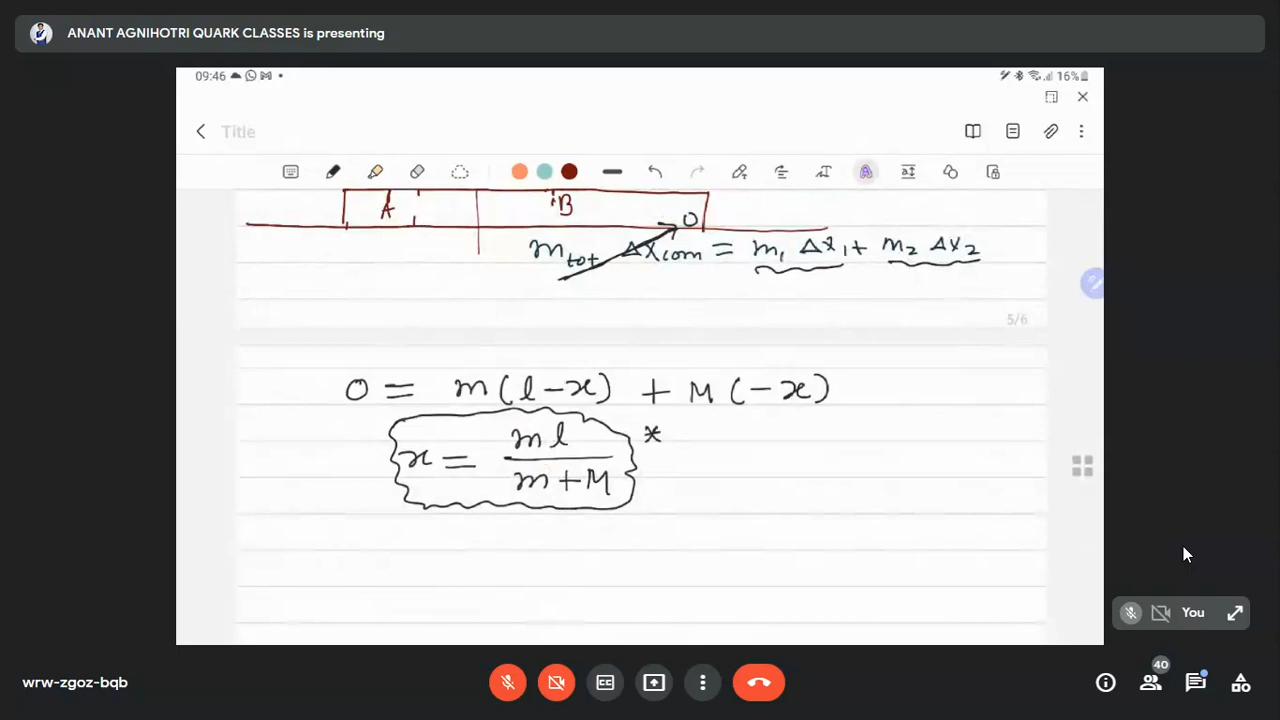 ANANT AGNIHOTRI QUARK CLASSES is presenting
09:46
16%
Title
A B 0
m_tot Δx_com = m₁ Δx₁ + m₂ Δx₂
5/6
0 = m(l-x) + M(-x)
x = ml / m+M *
You
wrw-zgoz-bqb
CC
40